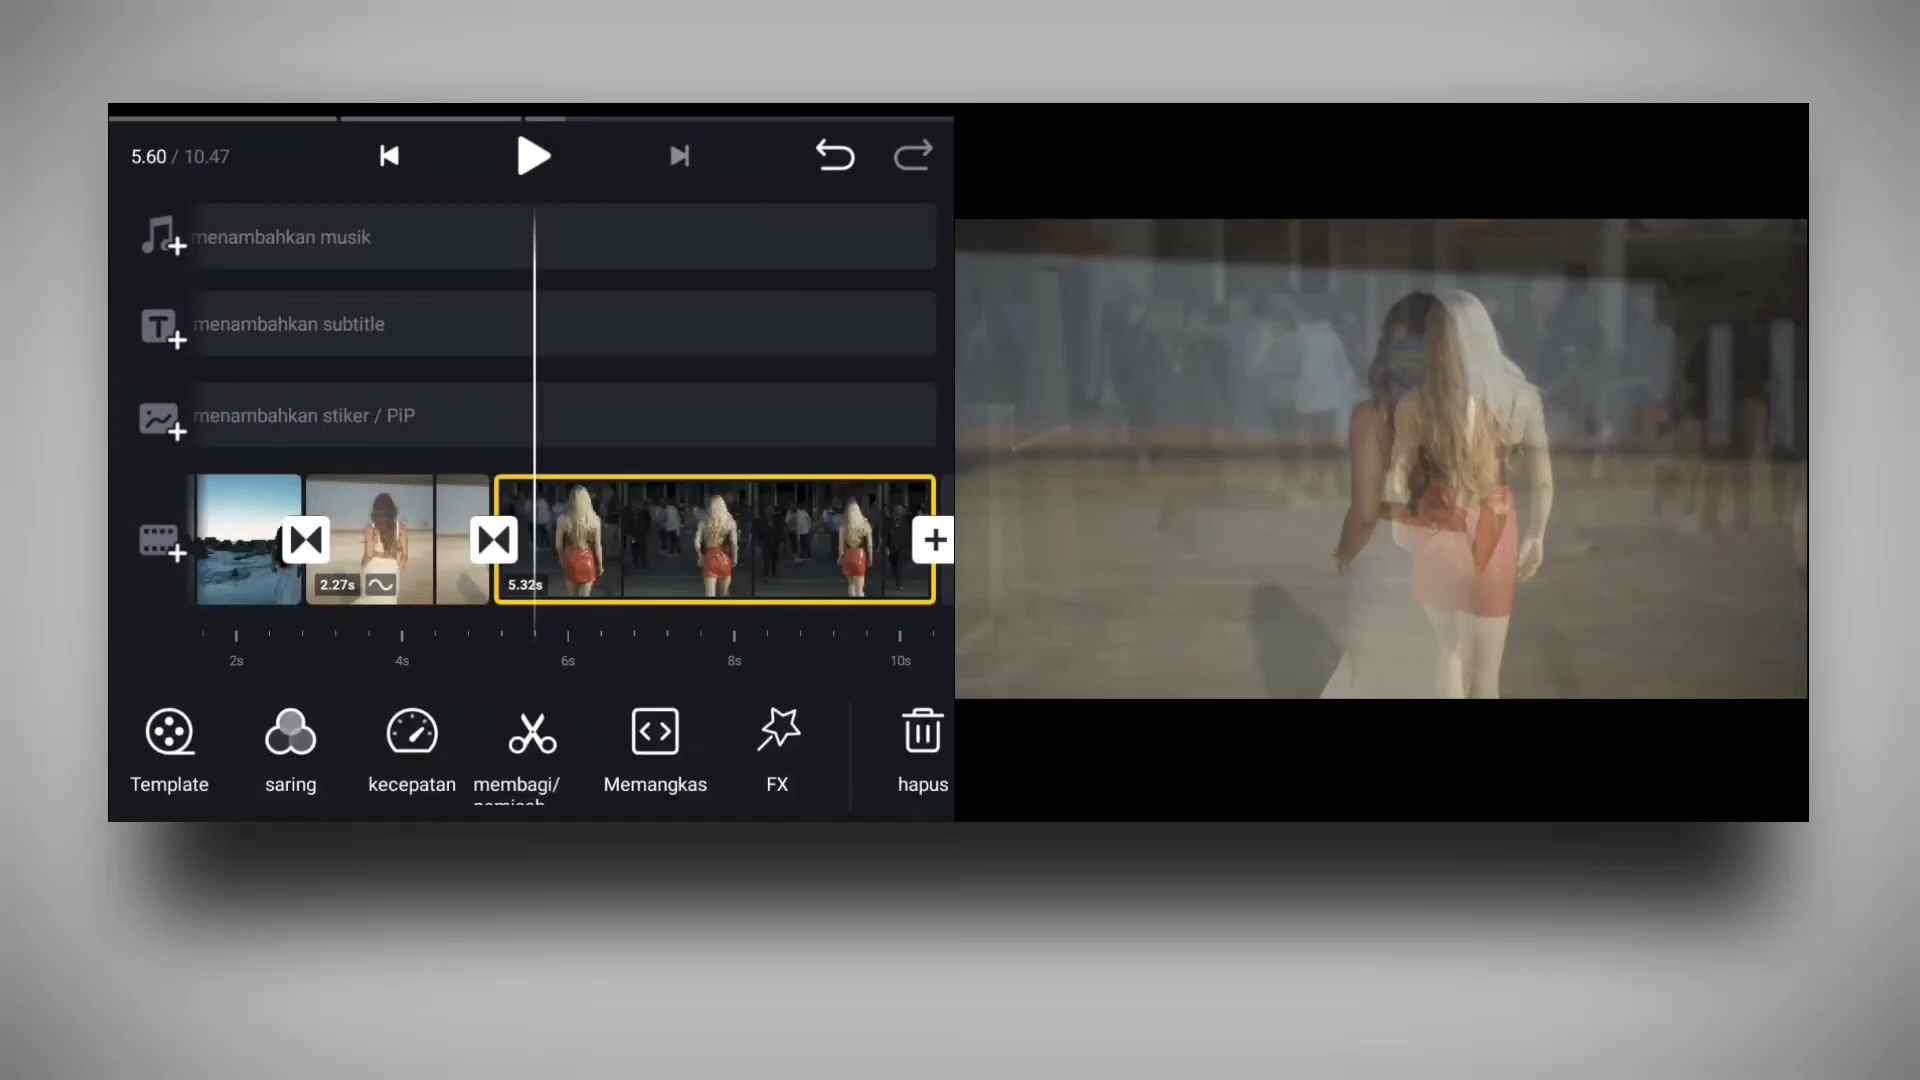 5.60 / 10.47
menambahkan musik
menambahkan subtitle
menambahkan stiker / PiP
2.27s
5.32s
2s 4s 6s 8s 10s
Template saring kecepatan membagi/ Memangkas FX hapus